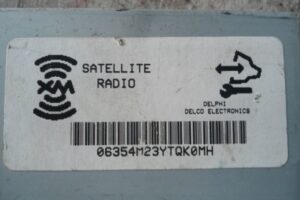 XM
SATELLITE
RADIO
DELPHI
DELCO ELECTRONICS
06354M23YTQK0MH